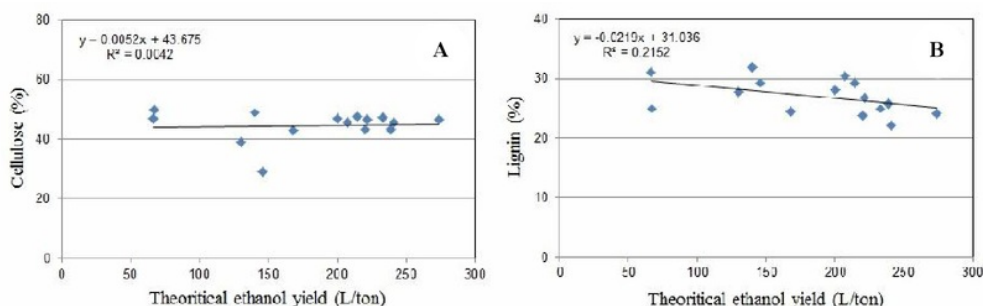 80
60
40
20
0
Cellulose (%)
y = 0.0052x + 43.675
R² = 0.0042
A
0 50 100 150 200 250 300
Theoritical ethanol yield (L/ton)
40
30
20
10
0
Lignin (%)
y = -0.0219x + 31.036
R² = 0.2152
B
0 50 100 150 200 250 300
Theoritical ethanol yield (L/ton)